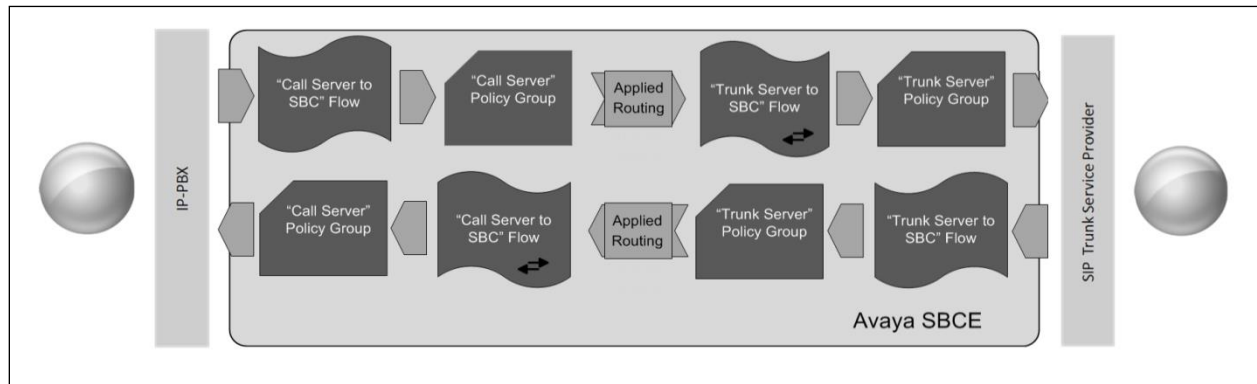 IP-PBX
“Call Server to
SBC” Flow
“Call Server”
Policy Group
Applied
Routing
“Trunk Server to
SBC” Flow
“Trunk Server”
Policy Group
“Call Server”
Policy Group
“Call Server to
SBC” Flow
Applied
Routing
“Trunk Server”
Policy Group
“Trunk Server to
SBC” Flow
Avaya SBCE
SIP Trunk Service Provider